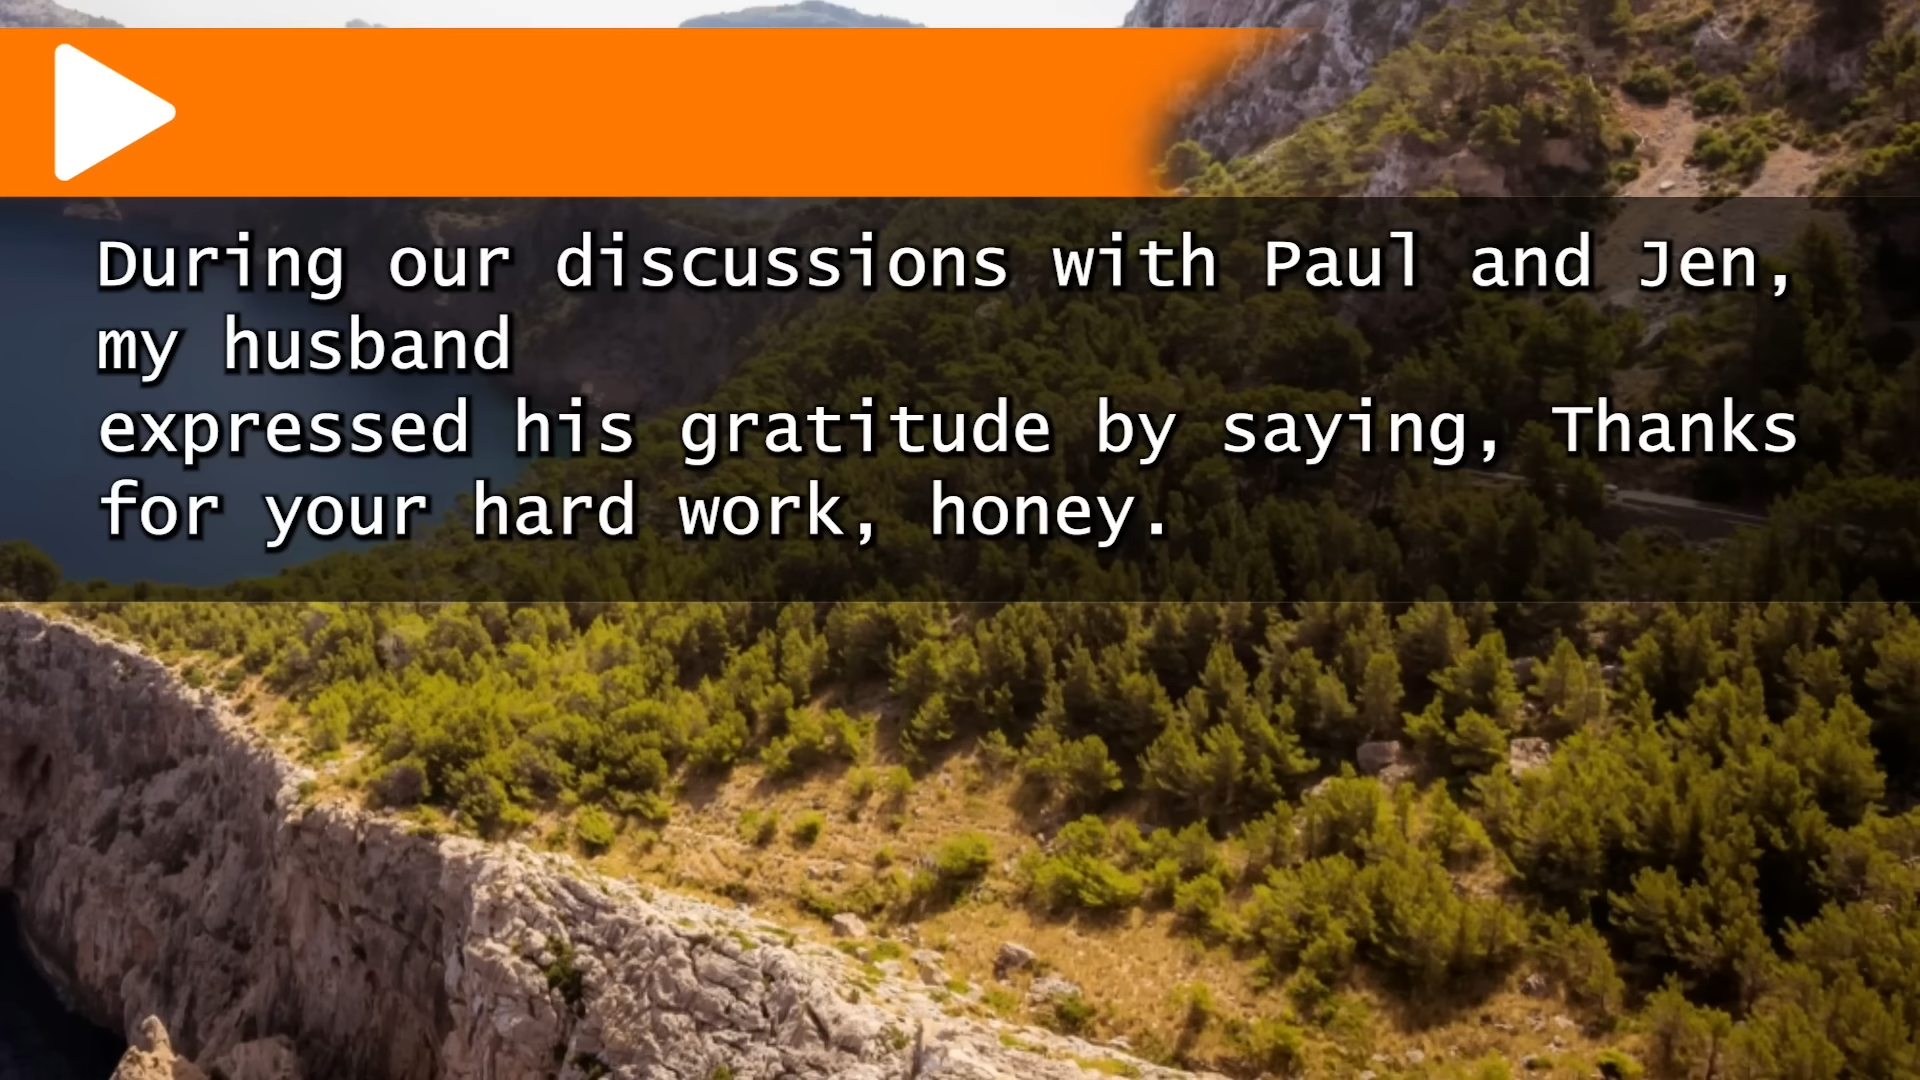 During our discussions with Paul and Jen,
my husband
expressed his gratitude by saying, Thanks
for your hard work, honey.